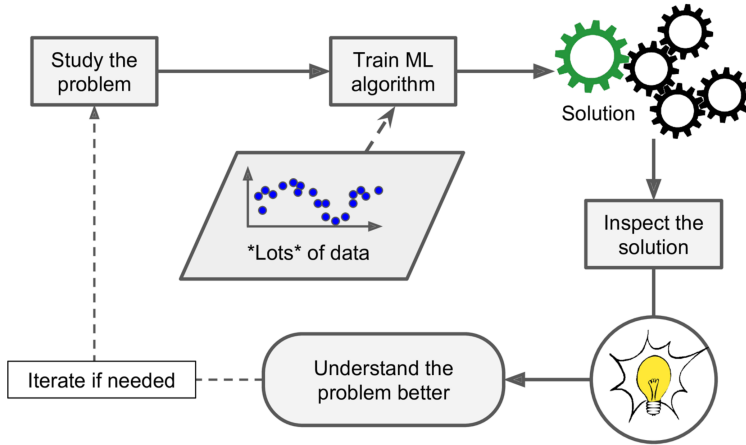 Study the
problem
Train ML
algorithm
Solution
*Lots* of data
Inspect the
solution
Understand the
problem better
Iterate if needed